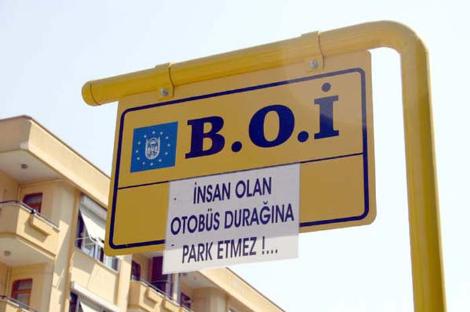 B.O.İ
İNSAN OLAN
OTOBÜS DURAĞINA
PARK ETMEZ !...